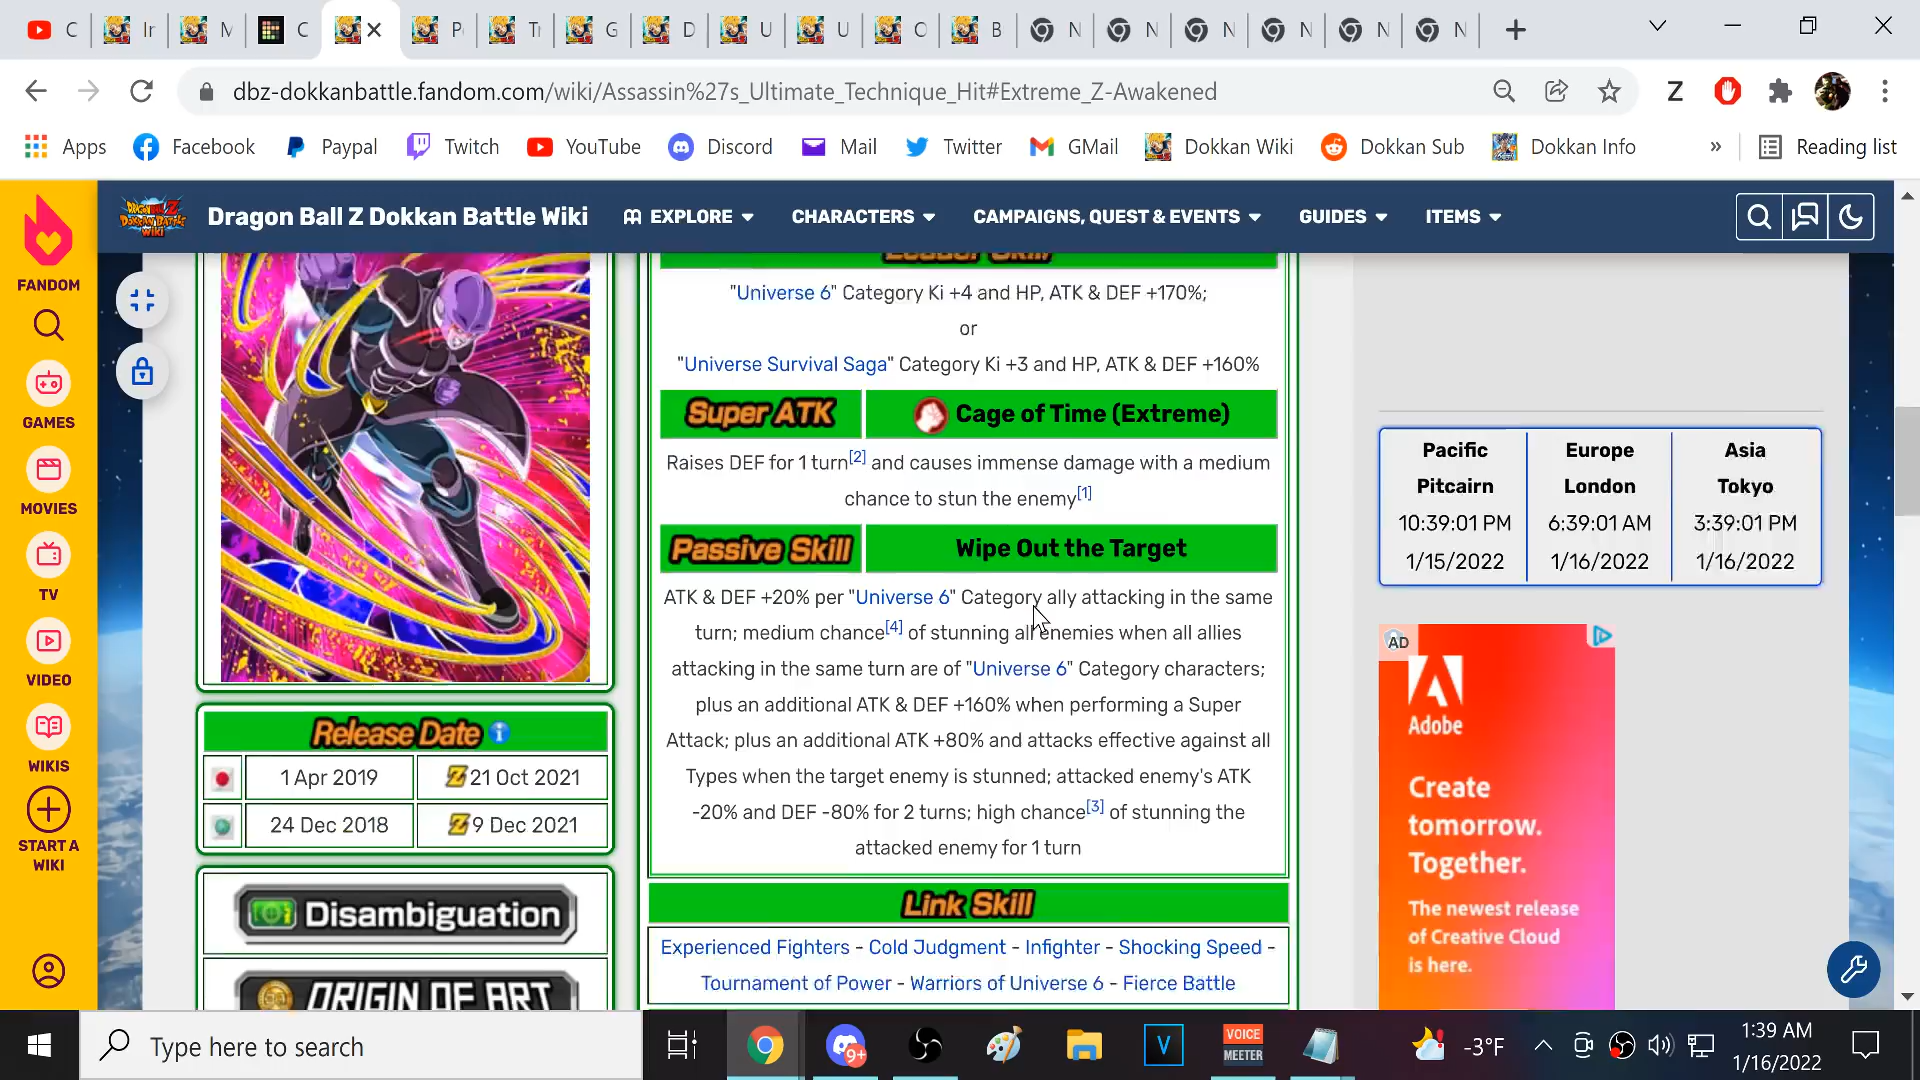 C Ir M C P Tr G D U U O B N N N N N N
dbz-dokkanbattle.fandom.com/wiki/Assassin%27s_Ultimate_Technique_Hit#Extreme_Z-Awakened
Z
Apps Facebook Paypal Twitch YouTube Discord Mail Twitter GMail Dokkan Wiki Dokkan Sub Dokkan Info » Reading list
Dragon Ball Z Dokkan Battle Wiki EXPLORE CHARACTERS CAMPAIGNS, QUEST & EVENTS GUIDES ITEMS
FANDOM
GAMES
MOVIES
TV
VIDEO
WIKIS
START A
WIKI
Leader Skill
"Universe 6" Category Ki +4 and HP, ATK & DEF +170%;
or
"Universe Survival Saga" Category Ki +3 and HP, ATK & DEF +160%
Super ATK Cage of Time (Extreme)
Raises DEF for 1 turn[2] and causes immense damage with a medium
chance to stun the enemy[1]
Passive Skill Wipe Out the Target
ATK & DEF +20% per "Universe 6" Category ally attacking in the same
turn; medium chance[4] of stunning all enemies when all allies
attacking in the same turn are of "Universe 6" Category characters;
plus an additional ATK & DEF +160% when performing a Super
Attack; plus an additional ATK +80% and attacks effective against all
Types when the target enemy is stunned; attacked enemy's ATK
-20% and DEF -80% for 2 turns; high chance[3] of stunning the
attacked enemy for 1 turn
Link Skill
Experienced Fighters - Cold Judgment - Infighter - Shocking Speed -
Tournament of Power - Warriors of Universe 6 - Fierce Battle
Release Date
1 Apr 2019 Z 21 Oct 2021
24 Dec 2018 Z 9 Dec 2021
Disambiguation
ORIGIN OF ART
Pacific Europe Asia
Pitcairn London Tokyo
10:39:01 PM 6:39:01 AM 3:39:01 PM
1/15/2022 1/16/2022 1/16/2022
AD
Adobe
Create
tomorrow.
Together.
The newest release
of Creative Cloud
is here.
Type here to search
9+
V
VOICE
MEETER
-3°F
1:39 AM
1/16/2022